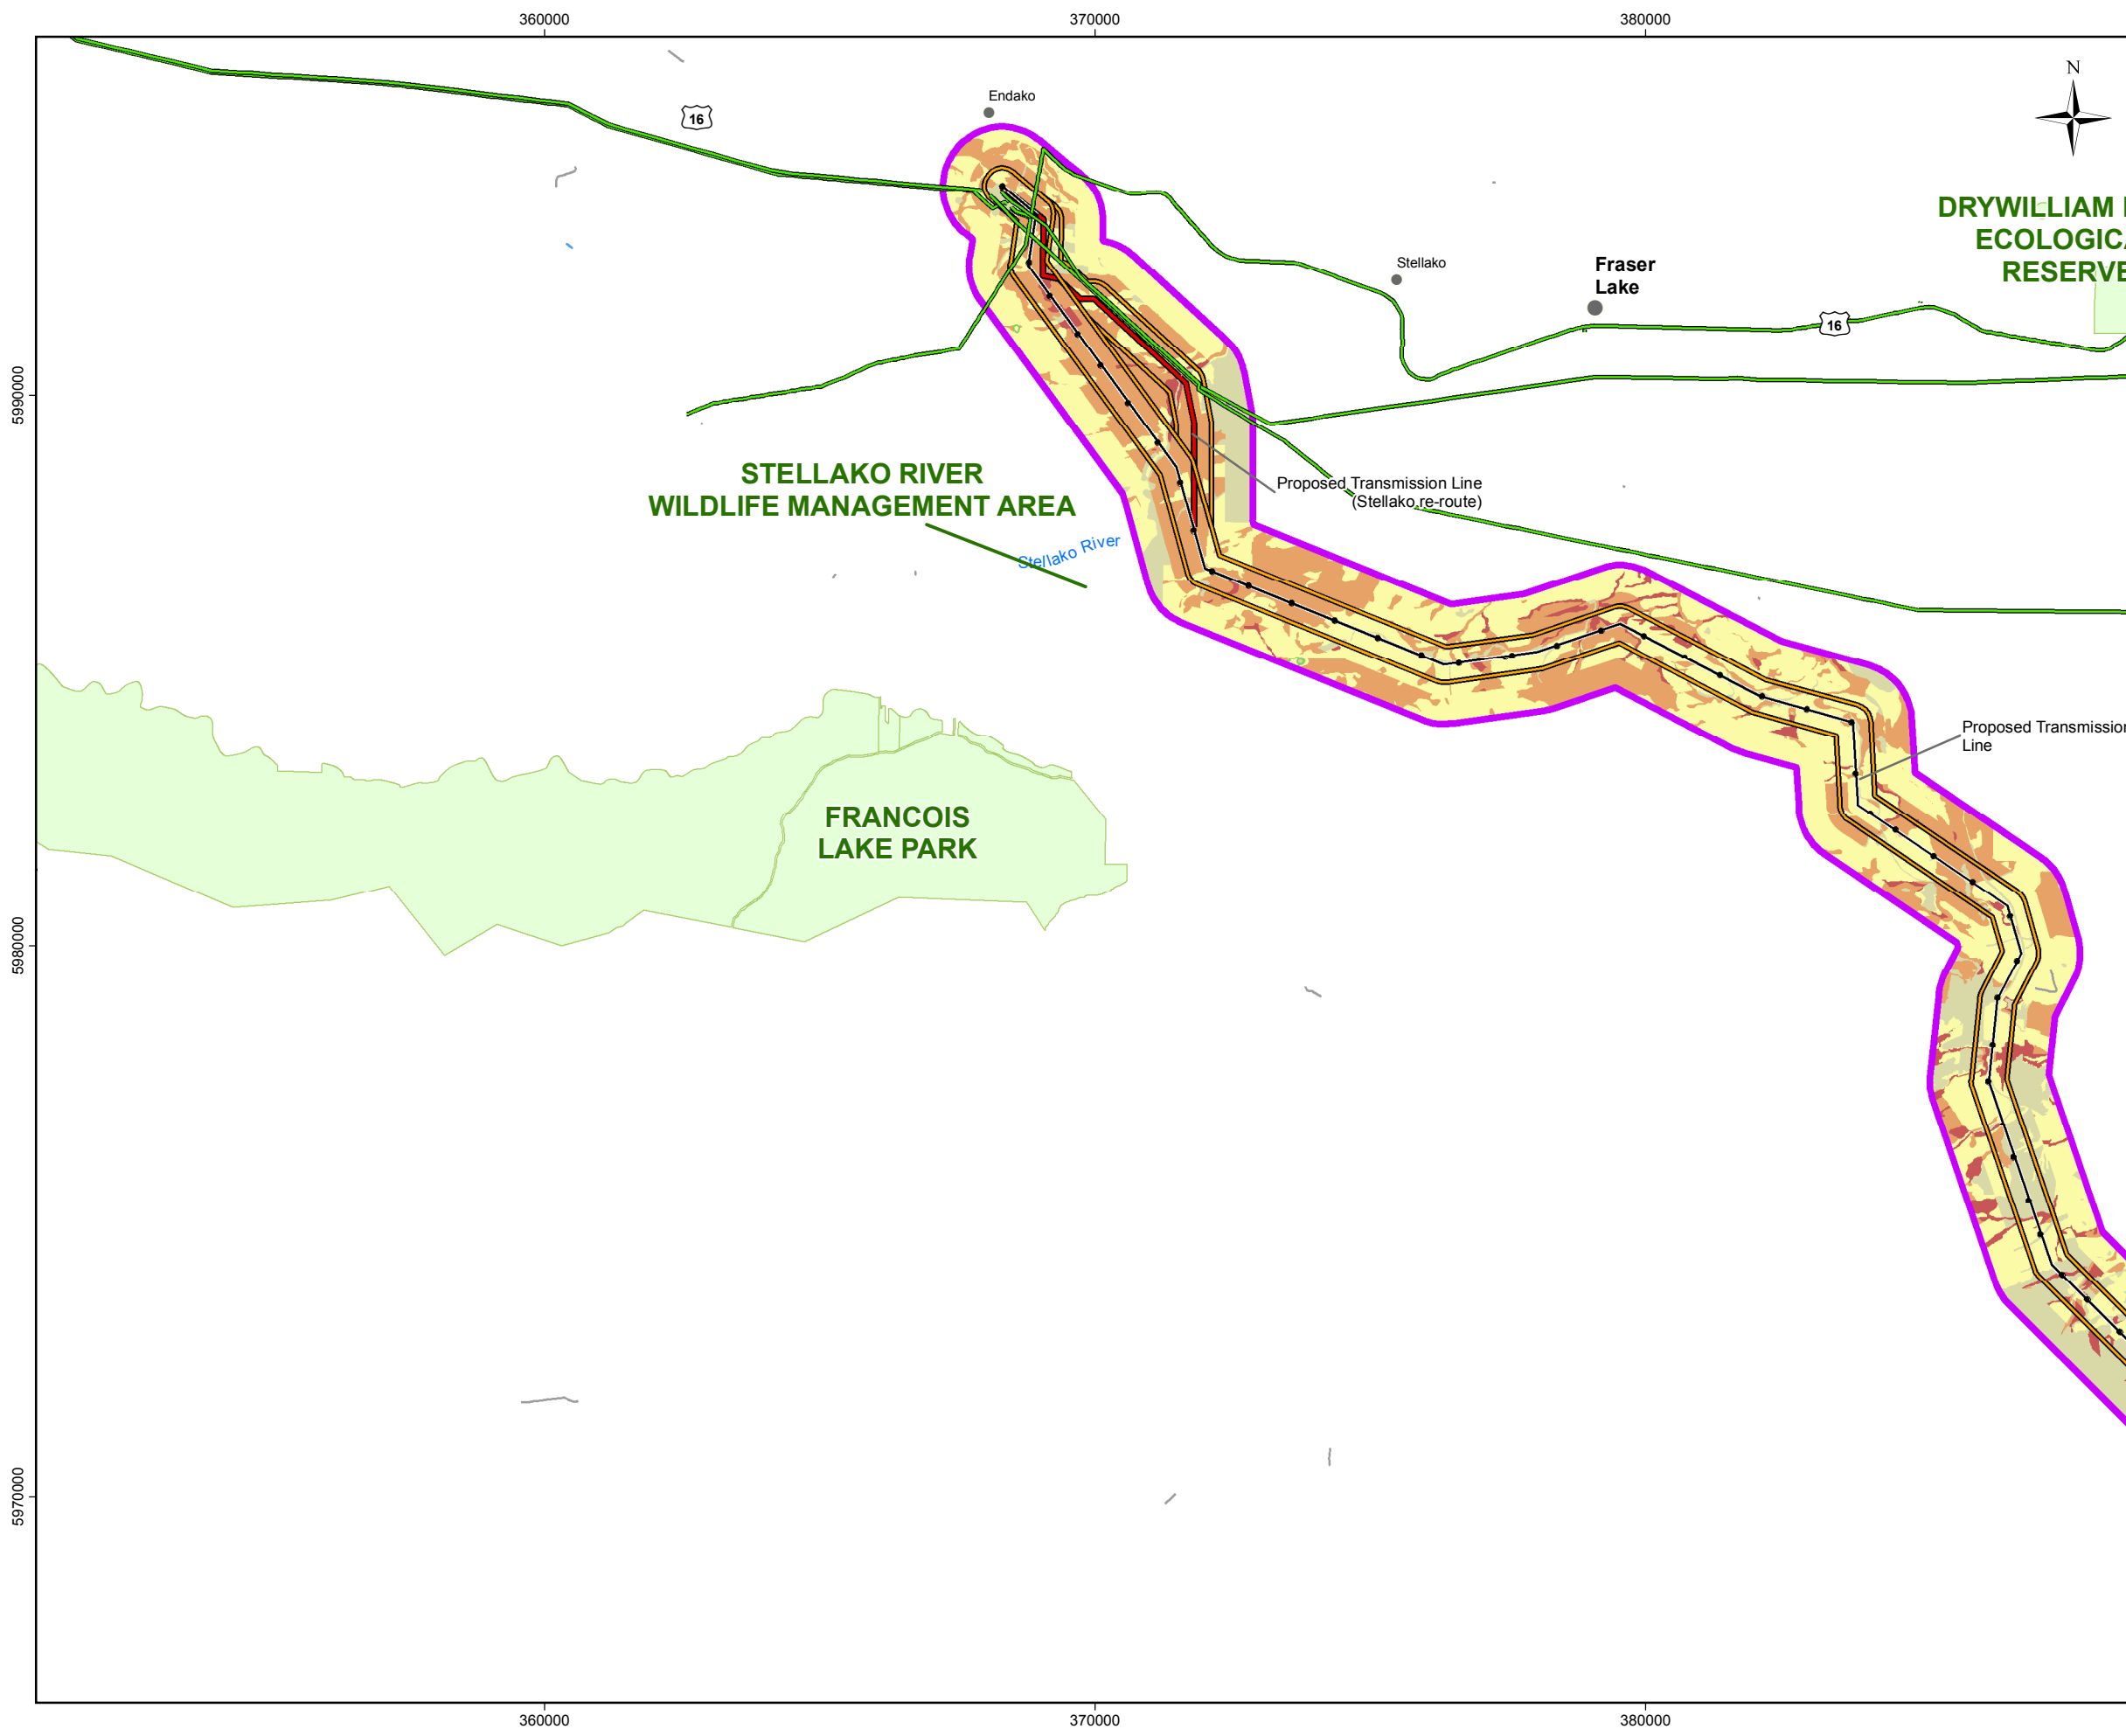 360000
370000
380000
N
Endako
16
DRYWILLIAM
ECOLOGIC
RESERVE
Stellako
Fraser
Lake
16
5990000
STELLAKO RIVER
WILDLIFE MANAGEMENT AREA
Proposed Transmission Line
(Stellako re-route)
Stellako River
Proposed Transmission
Line
FRANCOIS
LAKE PARK
5980000
5970000
360000
370000
380000